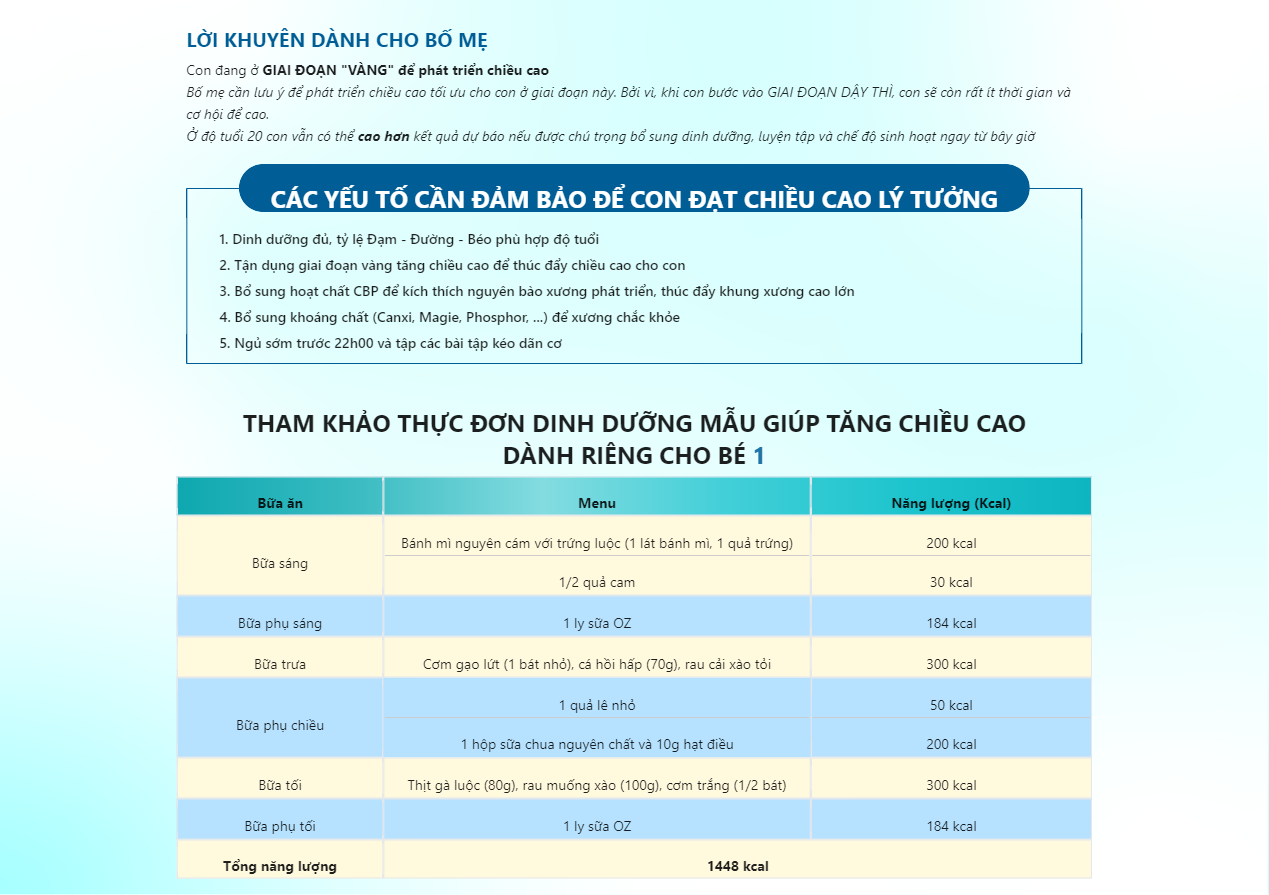 LỜI KHUYÊN DÀNH CHO BỐ MẸ
Con đang ở GIAI ĐOẠN "VÀNG" để phát triển chiều cao
Bố mẹ cần lưu ý để phát triển chiều cao tối ưu cho con ở giai đoạn này. Bởi vì, khi con bước vào GIAI ĐOẠN DẬY THÌ, con sẽ còn rất ít thời gian và
cơ hội để cao.
Ở độ tuổi 20 con vẫn có thể cao hơn kết quả dự báo nếu được chú trọng bổ sung dinh dưỡng, luyện tập và chế độ sinh hoạt ngay từ bây giờ
CÁC YẾU TỐ CẦN ĐẢM BẢO ĐỂ CON ĐẠT CHIỀU CAO LÝ TƯỞNG
1. Dinh dưỡng đủ, tỷ lệ Đạm - Đường - Béo phù hợp độ tuổi
2. Tận dụng giai đoạn vàng tăng chiều cao để thúc đẩy chiều cao cho con
3. Bổ sung hoạt chất CBP để kích thích nguyên bào xương phát triển, thúc đẩy khung xương cao lớn
4. Bổ sung khoáng chất (Canxi, Magie, Phosphor, ...) để xương chắc khỏe
5. Ngủ sớm trước 22h00 và tập các bài tập kéo dãn cơ
THAM KHẢO THỰC ĐƠN DINH DƯỠNG MẪU GIÚP TĂNG CHIỀU CAO
DÀNH RIÊNG CHO BÉ 1
Bữa ăn Menu Năng lượng (Kcal)
Bữa sáng Bánh mì nguyên cám với trứng luộc (1 lát bánh mì, 1 quả trứng) 200 kcal
1/2 quả cam 30 kcal
Bữa phụ sáng 1 ly sữa OZ 184 kcal
Bữa trưa Cơm gạo lứt (1 bát nhỏ), cá hồi hấp (70g), rau cải xào tỏi 300 kcal
Bữa phụ chiều 1 quả lê nhỏ 50 kcal
1 hộp sữa chua nguyên chất và 10g hạt điều 200 kcal
Bữa tối Thịt gà luộc (80g), rau muống xào (100g), cơm trắng (1/2 bát) 300 kcal
Bữa phụ tối 1 ly sữa OZ 184 kcal
Tổng năng lượng 1448 kcal